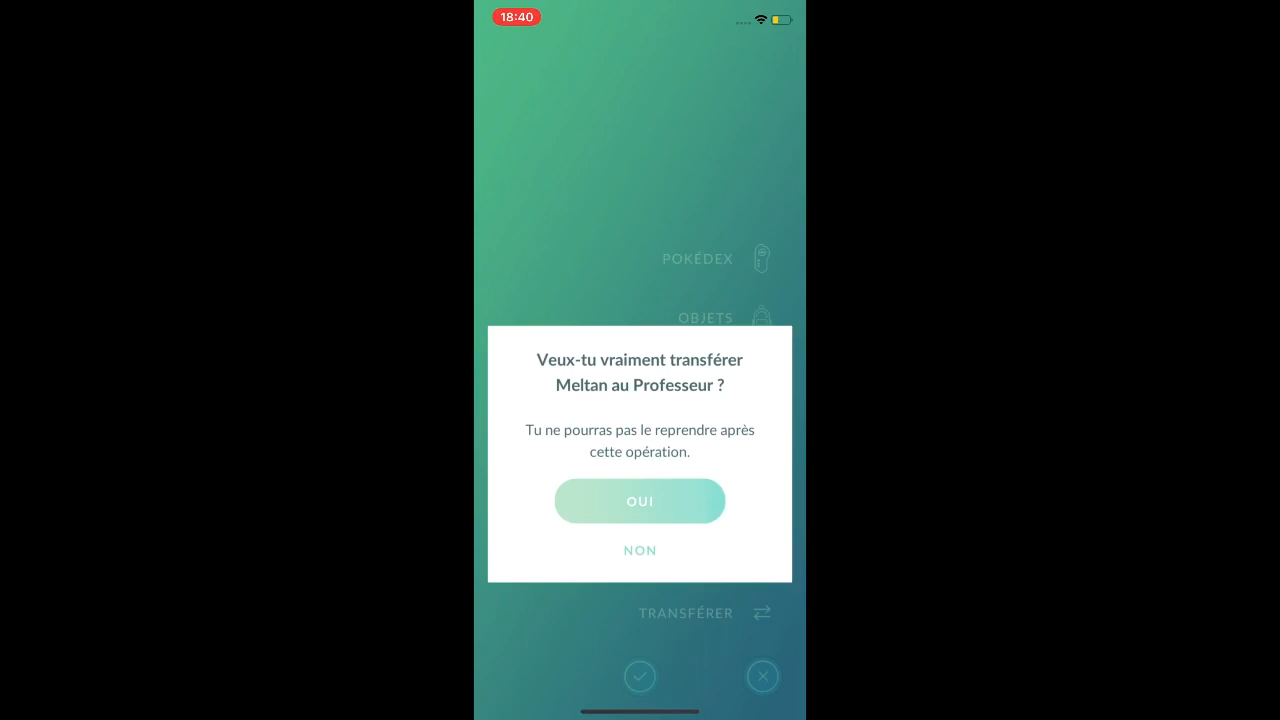 18:40
POKÉDEX
OBJETS
Veux-tu vraiment transférer
Meltan au Professeur ?
Tu ne pourras pas le reprendre après
cette opération.
OUI
NON
TRANSFÉRER